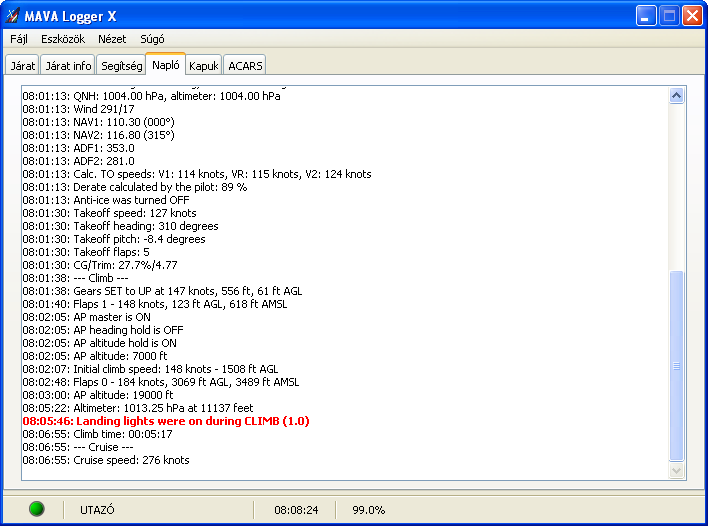 MAVA Logger X
Fájl Eszközök Nézet Súgó
Járat Járat info Segítség Napló Kapuk ACARS
08:01:13: QNH: 1004.00 hPa, altimeter: 1004.00 hPa
08:01:13: Wind 291/17
08:01:13: NAV1: 110.30 (000°)
08:01:13: NAV2: 116.80 (315°)
08:01:13: ADF1: 353.0
08:01:13: ADF2: 281.0
08:01:13: Calc. TO speeds: V1: 114 knots, VR: 115 knots, V2: 124 knots
08:01:13: Derate calculated by the pilot: 89 %
08:01:13: Anti-ice was turned OFF
08:01:30: Takeoff speed: 127 knots
08:01:30: Takeoff heading: 310 degrees
08:01:30: Takeoff pitch: -8.4 degrees
08:01:30: Takeoff flaps: 5
08:01:30: CG/Trim: 27.7%/4.77
08:01:38: --- Climb ---
08:01:38: Gears SET to UP at 147 knots, 556 ft, 61 ft AGL
08:01:40: Flaps 1 - 148 knots, 123 ft AGL, 618 ft AMSL
08:02:05: AP master is ON
08:02:05: AP heading hold is OFF
08:02:05: AP altitude hold is ON
08:02:05: AP altitude: 7000 ft
08:02:07: Initial climb speed: 148 knots - 1508 ft AGL
08:02:48: Flaps 0 - 184 knots, 3069 ft AGL, 3489 ft AMSL
08:03:00: AP altitude: 19000 ft
08:05:22: Altimeter: 1013.25 hPa at 11137 feet
08:05:46: Landing lights were on during CLIMB (1.0)
08:06:55: Climb time: 00:05:17
08:06:55: --- Cruise ---
08:06:55: Cruise speed: 276 knots
UTAZÓ 08:08:24 99.0%